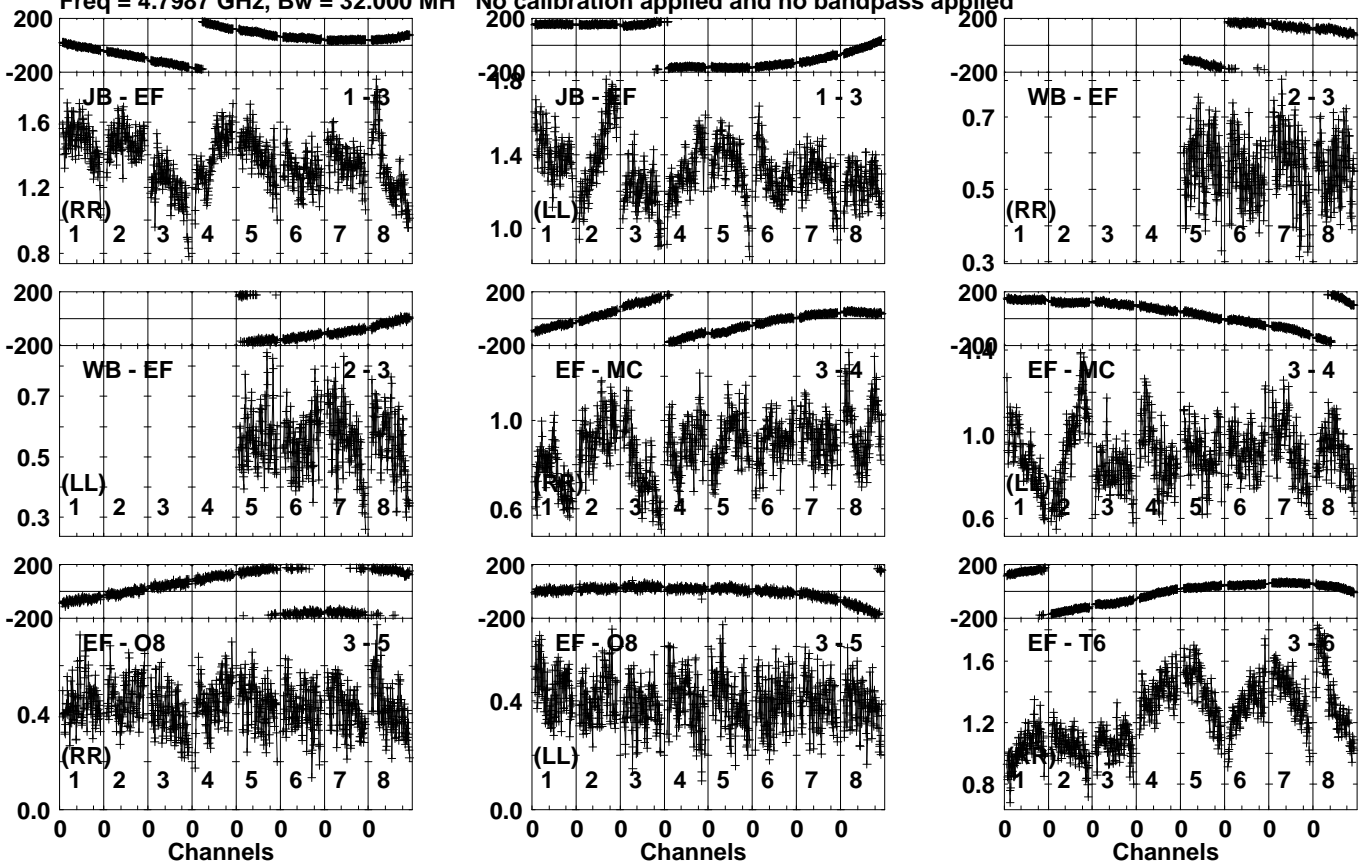 Freq = 4.7987 GHz, Bw = 32.000 MH No calibration applied and no bandpass applied
200 200 200
-200 -200 -200
JB - EF 1 - 3 1.8 JB - EF 1 - 3 WB - EF 2 - 3
1.6 0.7
1.4
1.2 0.5
(RR) (LL) (RR)
1.0
1 2 3 4 5 6 7 8 1 2 3 4 5 6 7 8 1 2 3 4 5 6 7 8
0.8 0.3
200 200 200
-200 -200 -200
WB - EF 2 - 3 EF - MC 3 - 4 1.4 EF - MC 3 - 4
0.7
1.0 1.0
0.5
(LL) (RR) (LL)
1 2 3 4 5 6 7 8 1 2 3 4 5 6 7 8 1 2 3 4 5 6 7 8
0.3 0.6 0.6
200 200 200
-200 -200 -200
EF - O8 3 - 5 EF - O8 3 - 5 EF - T6 3 - 6
1.6
0.4 0.4 1.2
(RR) (LL) (RR)
1 2 3 4 5 6 7 8 1 2 3 4 5 6 7 8 0.8 1 2 3 4 5 6 7 8
0.0 0.0
0 0 0 0 0 0 0 0 0 0 0 0 0 0 0 0 0 0 0 0 0 0 0 0
Channels Channels Channels